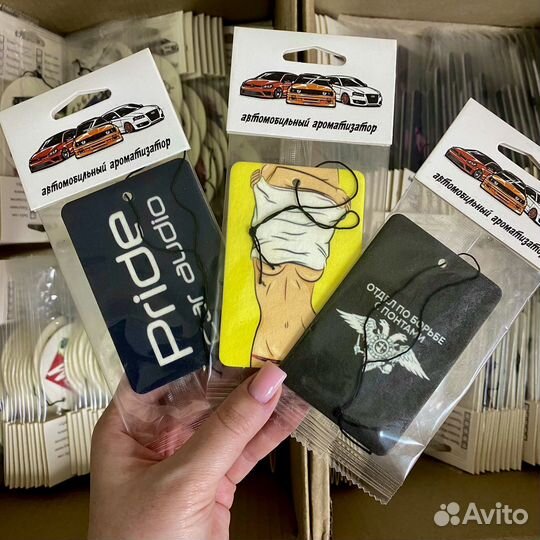 автомобильный ароматизатор
автомобильный ароматизатор
автомобильный ароматизатор
Pride
car audio
ОТДЕЛ ПО БОРЬБЕ
С ПОНТАМИ
Avito